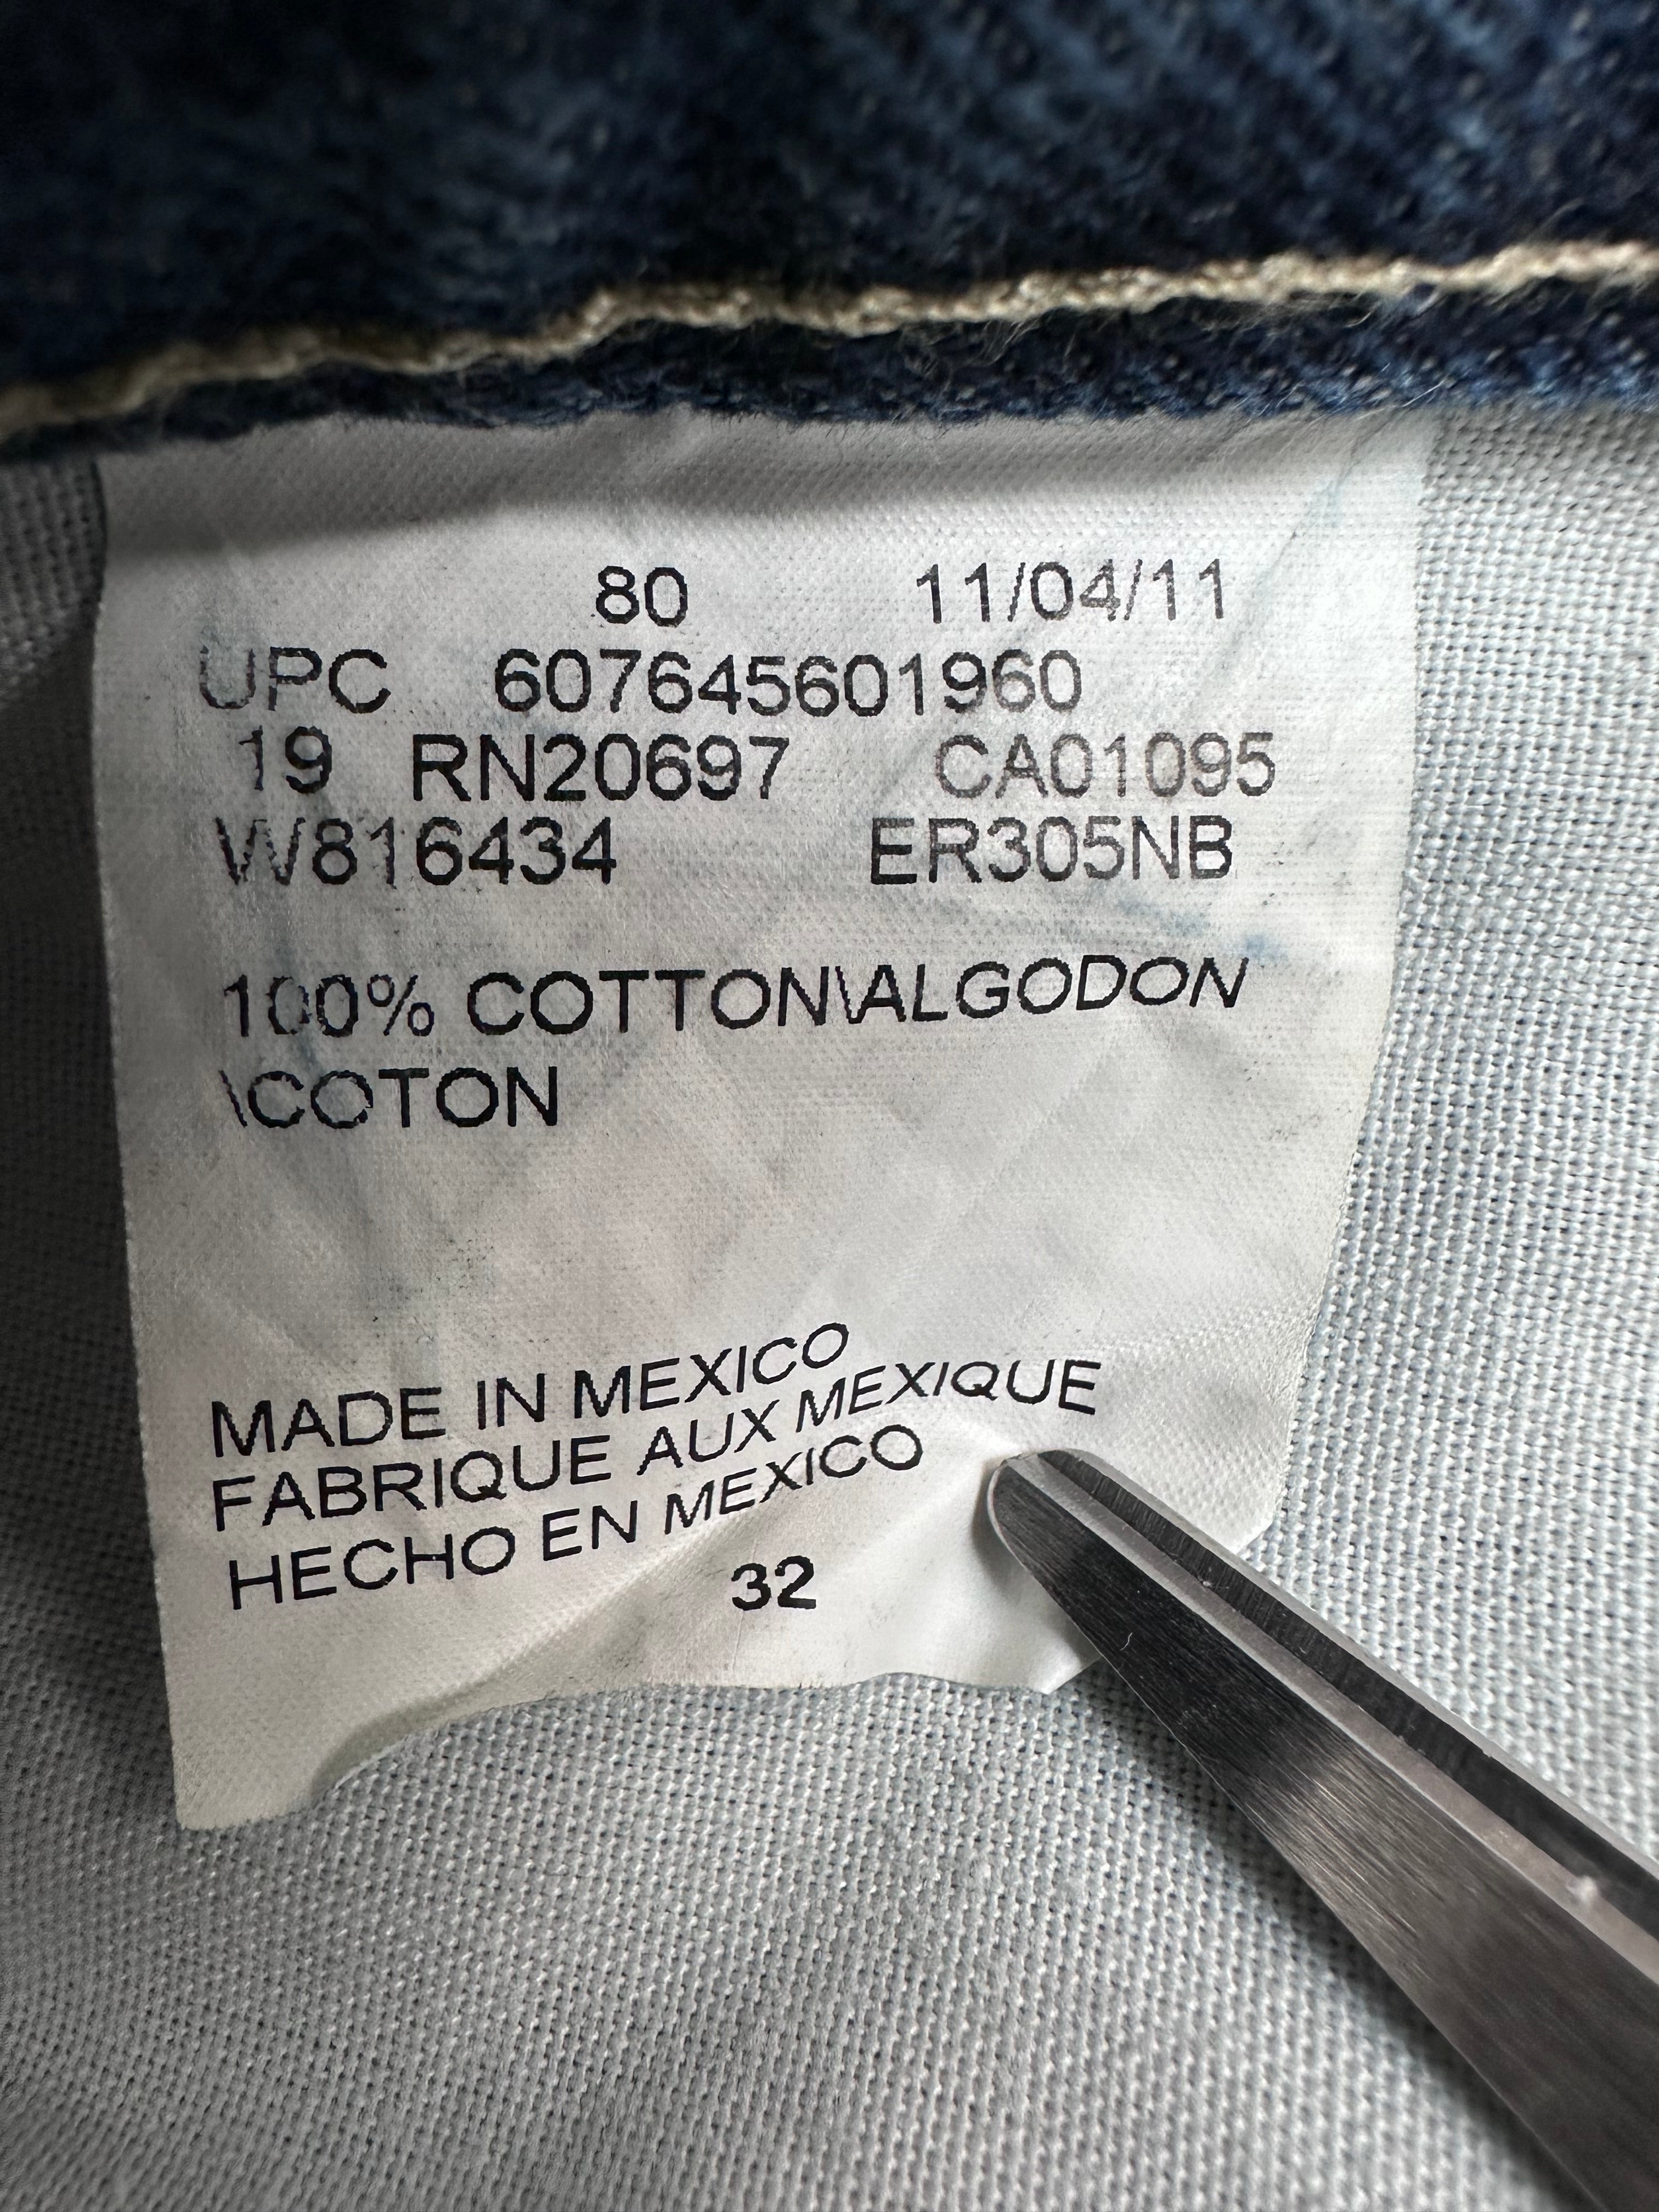 80 11/04/11
UPC 607645601960
19 RN20697 CA01095
W816434 ER305NB
100% COTTON\ALGODON
\COTON
MADE IN MEXICO
FABRIQUE AUX MEXIQUE
HECHO EN MEXICO
32